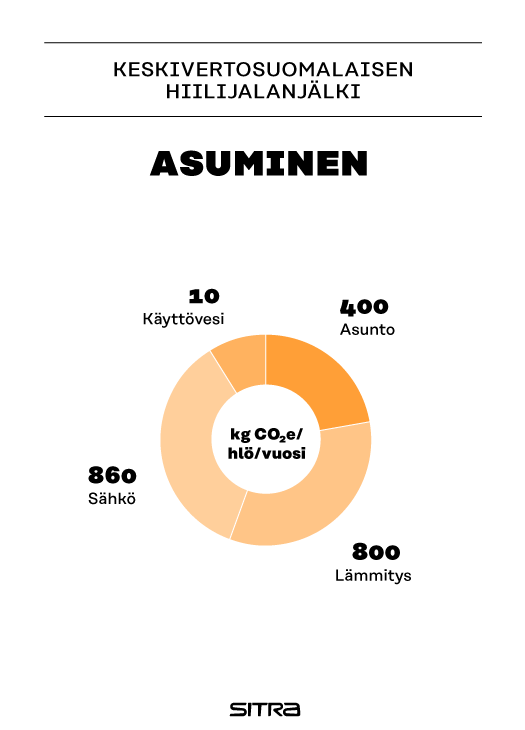 KESKIVERTOSUOMALAISEN
HIILIJALANJÄLKI
ASUMINEN
10
Käyttövesi
400
Asunto
kg CO₂e/
hlö/vuosi
860
Sähkö
800
Lämmitys
SITRA